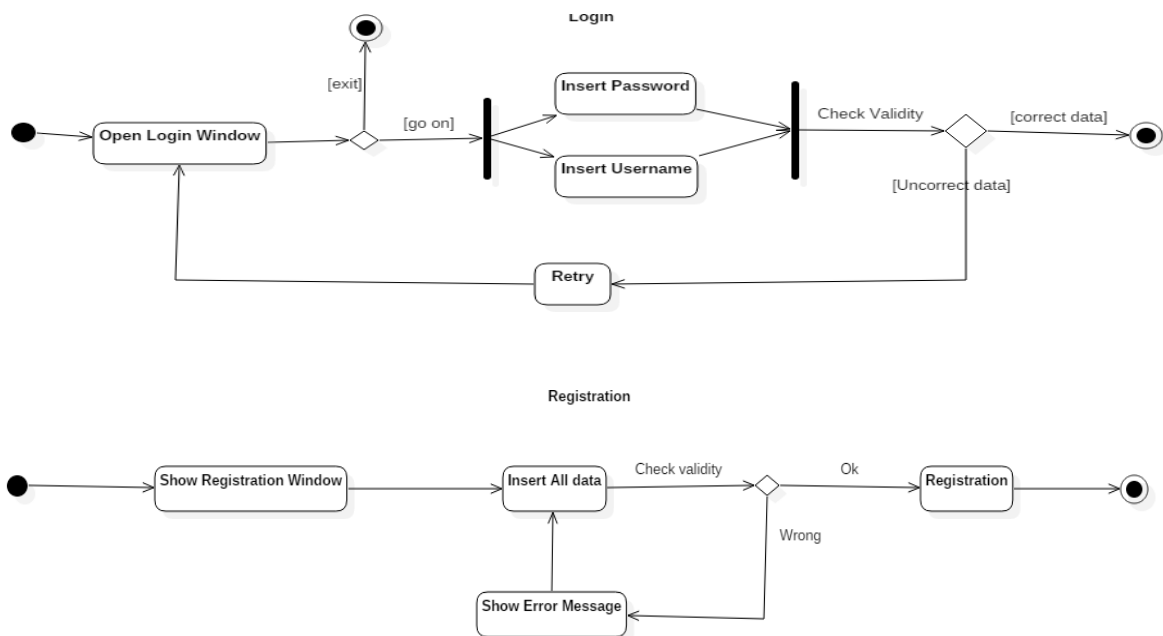 Login
[exit]
Insert Password
[go on]
Check Validity
[correct data]
Open Login Window
Insert Username
[Uncorrect data]
Retry
Registration
Show Registration Window
Insert All data
Check validity
Ok
Registration
Wrong
Show Error Message